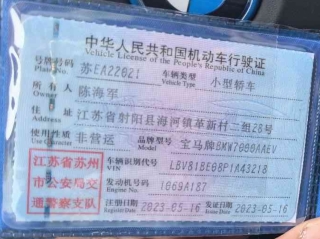 中华人民共和国机动车行驶证
Vehicle License of the People's Republic of China
号牌号码 苏EA22021 车辆类型 小型轿车
Plate No. Vehicle Type
所有人 陈海军
Owner
住址 江苏省射阳县海河镇革新村二组28号
Address
使用性质 非营运 品牌型号 宝马牌BMW7000AAEV
Use Character Model
江苏省苏州 车辆识别代号
VIN
市公安局交 发动机号码 1069A187
Engine No.
通警察支队 注册日期 2023-05-16 发证日期 2023-05-16
Register Date Issue Date